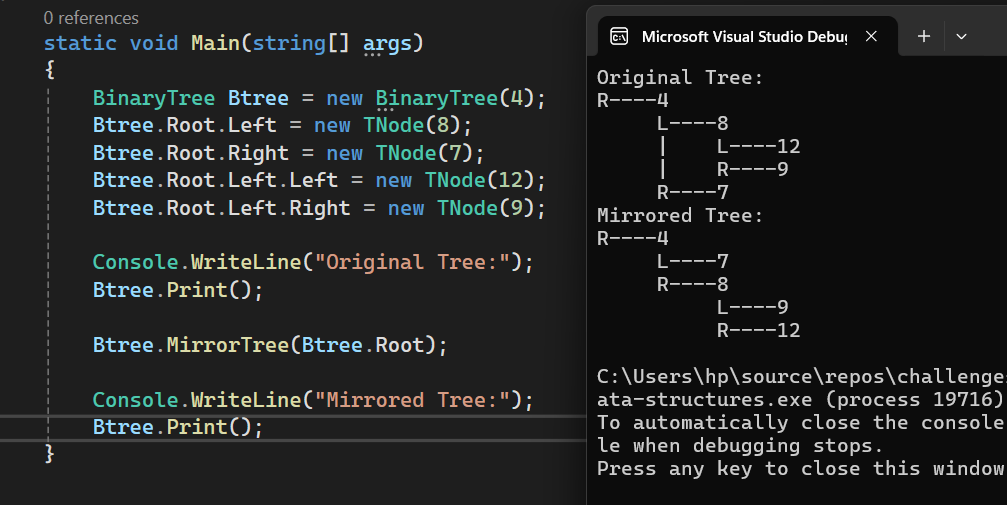 0 references
static void Main(string[] args)
{
BinaryTree Btree = new BinaryTree(4);
Btree.Root.Left = new TNode(8);
Btree.Root.Right = new TNode(7);
Btree.Root.Left.Left = new TNode(12);
Btree.Root.Left.Right = new TNode(9);
Console.WriteLine("Original Tree:");
Btree.Print();
Btree.MirrorTree(Btree.Root);
Console.WriteLine("Mirrored Tree:");
Btree.Print();
}
Microsoft Visual Studio Debu
Original Tree:
R----4
     L----8
     |    L----12
     |    R----9
     R----7
Mirrored Tree:
R----4
     L----7
     R----8
          L----9
          R----12
C:\Users\hp\source\repos\challenges
ata-structures.exe (process 19716)
To automatically close the console
le when debugging stops.
Press any key to close this window